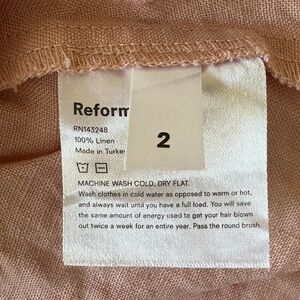 Reform
2
RN143248
100% Linen
Made in Turke
MACHINE WASH COLD, DRY FLAT.
Wash clothes in cold water as opposed to warm or hot,
and always wait until you have a full load. You will save
the same amount of energy used to get your hair blown
out twice a week for an entire year. Pass the round brush.